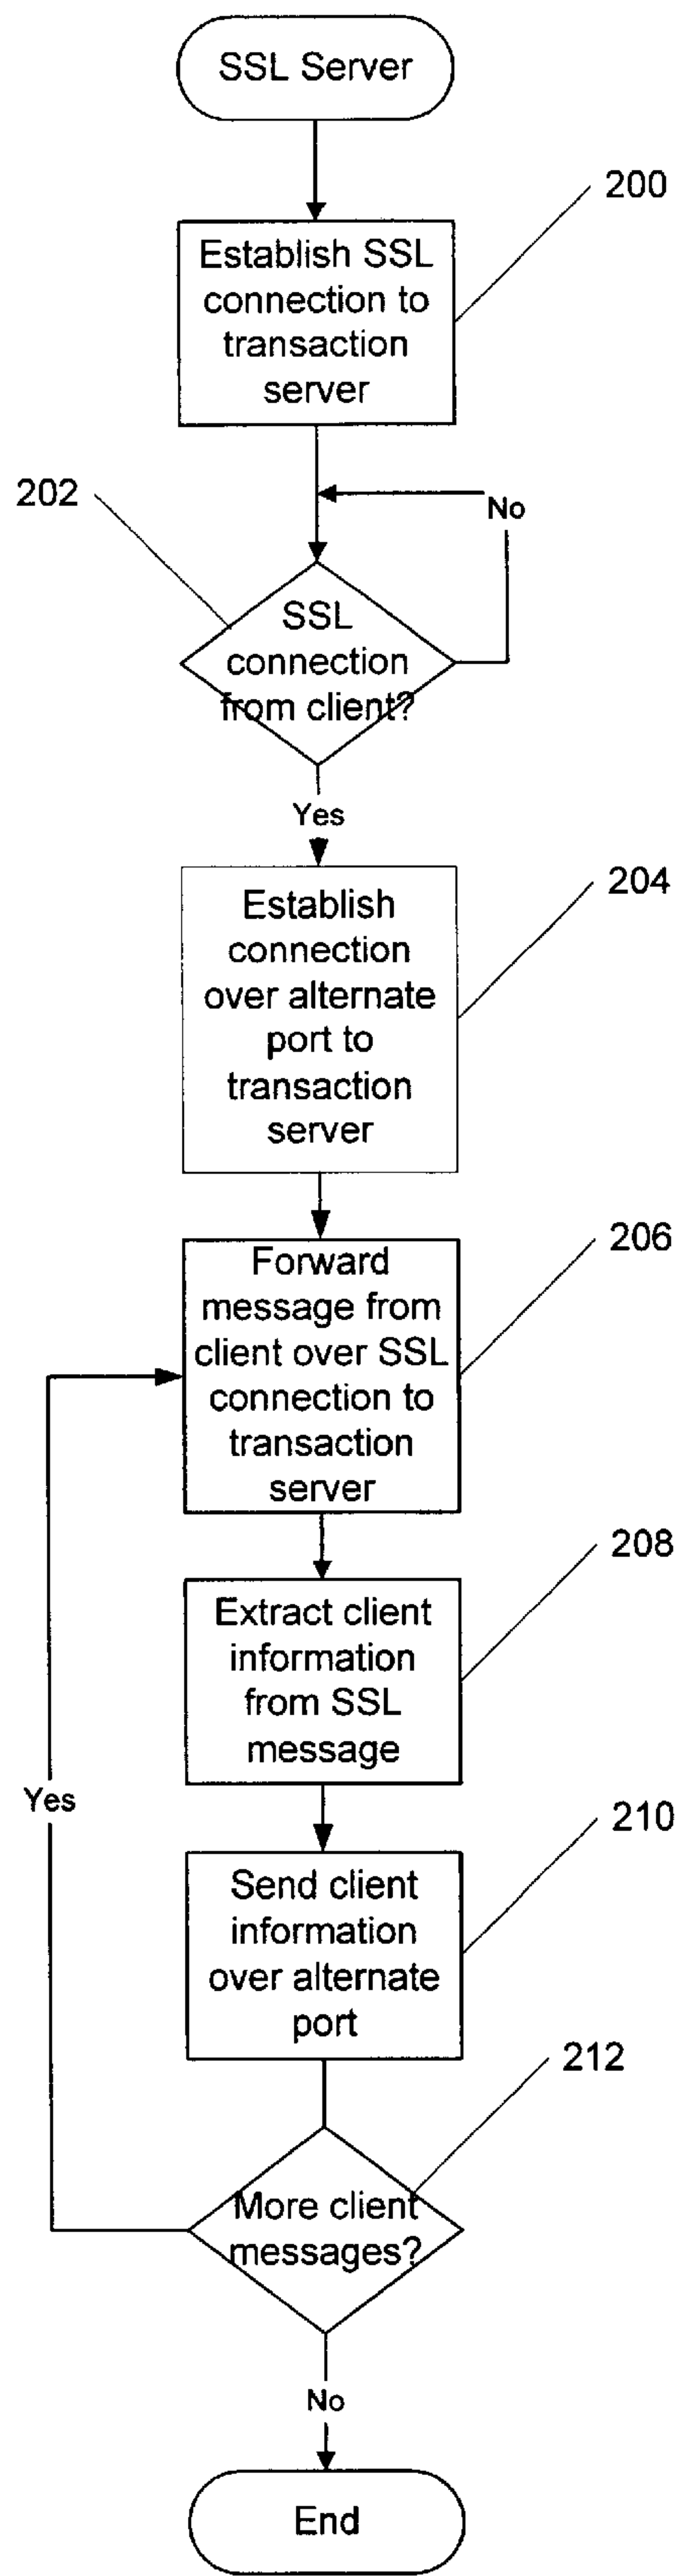 SSL Server
200
Establish SSL
connection to
transaction
server
202
No
SSL
connection
from client?
Yes
204
Establish
connection
over alternate
port to
transaction
server
206
Forward
message from
client over SSL
connection to
transaction
server
208
Extract client
information
from SSL
message
Yes
210
Send client
information
over alternate
port
212
More client
messages?
No
End